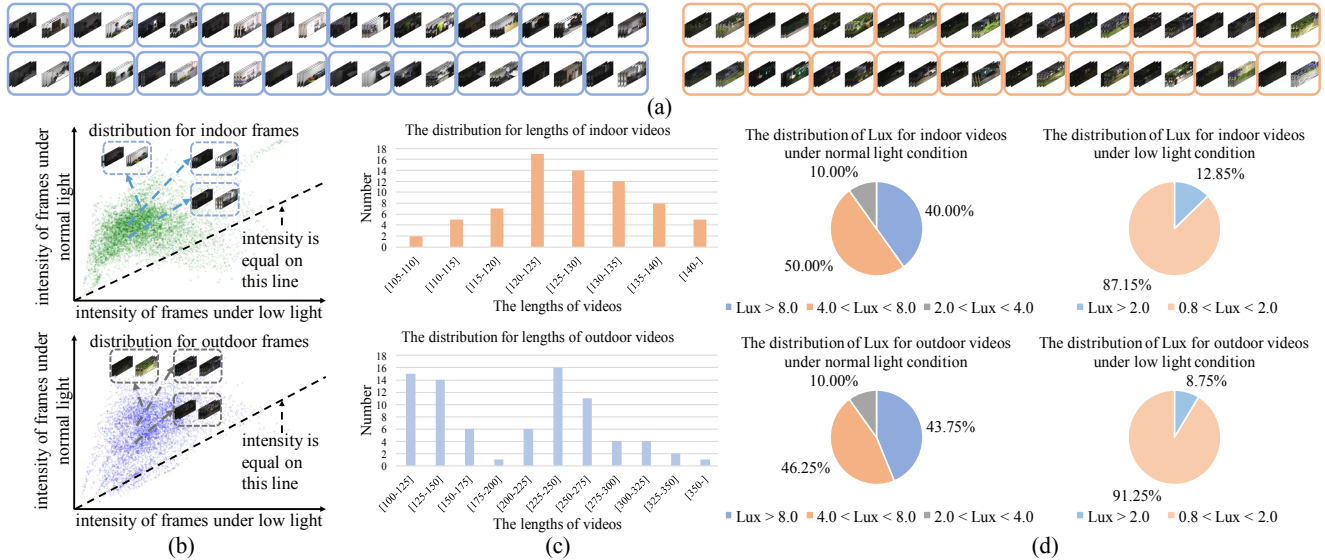 (a)
distribution for indoor frames
intensity of frames under
normal light
intensity is
equal on
this line
intensity of frames under low light
distribution for outdoor frames
intensity of frames under
normal light
intensity is
equal on
this line
intensity of frames under low light
(b)
The distribution for lengths of indoor videos
Number
18
16
14
12
10
8
6
4
2
0
[105-110]
[110-115]
[115-120]
[120-125]
[125-130]
[130-135]
[135-140]
[140-]
The lengths of videos
The distribution for lengths of outdoor videos
Number
18
16
14
12
10
8
6
4
2
0
[100-125]
[125-150]
[150-175]
[175-200]
[200-225]
[225-250]
[250-275]
[275-300]
[300-325]
[325-350]
[350-]
The lengths of videos
(c)
The distribution of Lux for indoor videos
under normal light condition
10.00%
40.00%
50.00%
Lux > 8.0 4.0 < Lux < 8.0 2.0 < Lux < 4.0
The distribution of Lux for indoor videos
under low light condition
12.85%
87.15%
Lux > 2.0 0.8 < Lux < 2.0
The distribution of Lux for outdoor videos
under normal light condition
10.00%
43.75%
46.25%
Lux > 8.0 4.0 < Lux < 8.0 2.0 < Lux < 4.0
The distribution of Lux for outdoor videos
under low light condition
8.75%
91.25%
Lux > 2.0 0.8 < Lux < 2.0
(d)